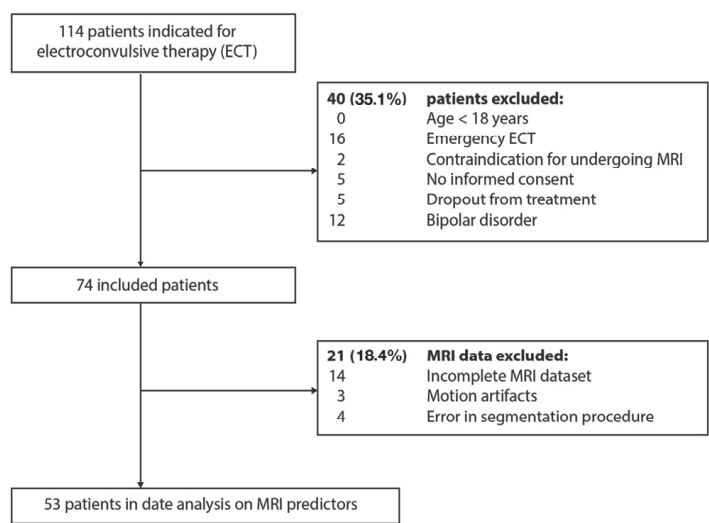 114 patients indicated for
electroconvulsive therapy (ECT)
40 (35.1%) patients excluded:
0 Age < 18 years
16 Emergency ECT
2 Contraindication for undergoing MRI
5 No informed consent
5 Dropout from treatment
12 Bipolar disorder
74 included patients
21 (18.4%) MRI data excluded:
14 Incomplete MRI dataset
3 Motion artifacts
4 Error in segmentation procedure
53 patients in date analysis on MRI predictors